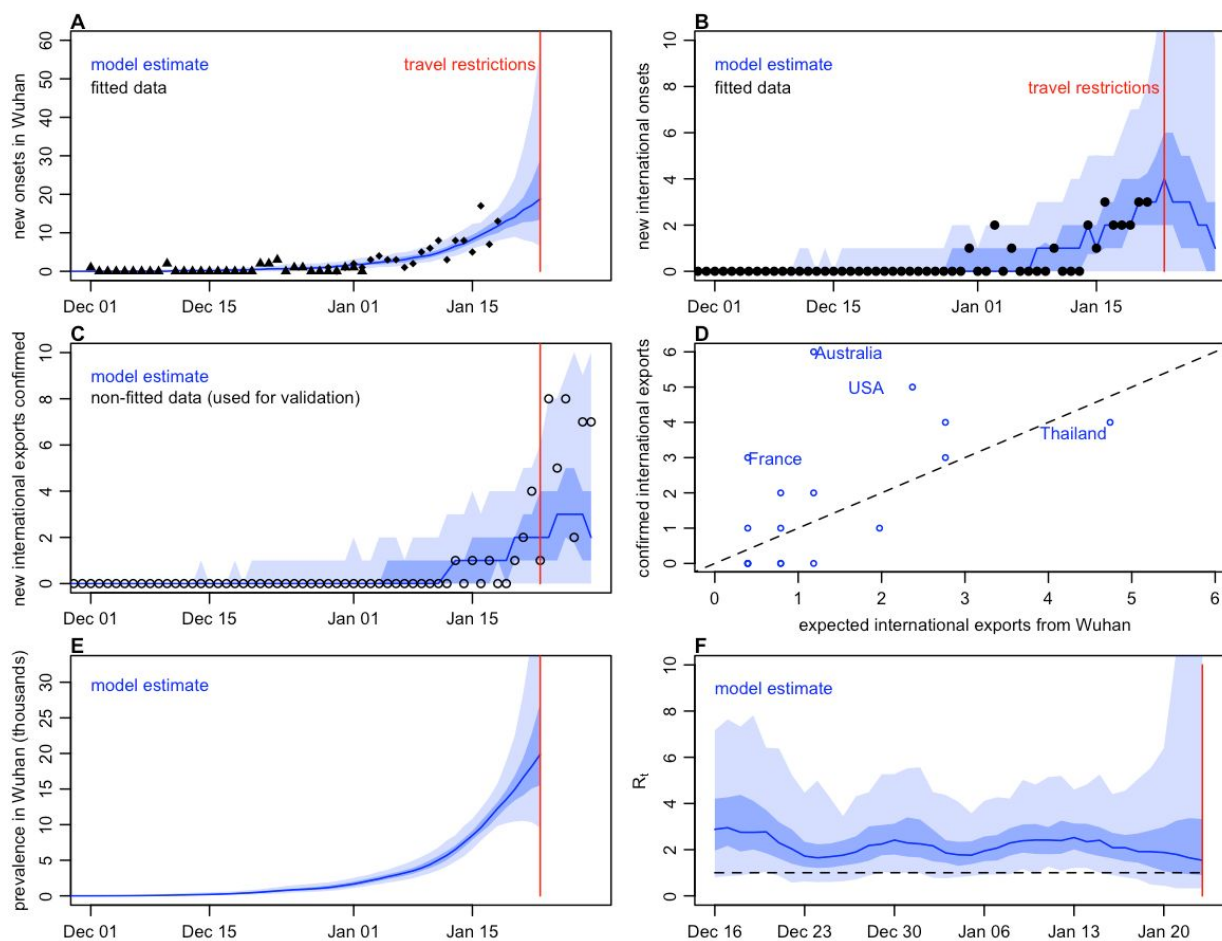 A
60
50
40
30
20
10
0
new onsets in Wuhan
model estimate
fitted data
travel restrictions
Dec 01 Dec 15 Jan 01 Jan 15
B
10
8
6
4
2
0
new international onsets
model estimate
fitted data
travel restrictions
Dec 01 Dec 15 Jan 01 Jan 15
C
10
8
6
4
2
0
new international exports confirmed
model estimate
non-fitted data (used for validation)
Dec 01 Dec 15 Jan 01 Jan 15
D
6
5
4
3
2
1
0
confirmed international exports
Australia
USA
Thailand
France
0 1 2 3 4 5 6
expected international exports from Wuhan
E
30
25
20
15
10
5
0
prevalence in Wuhan (thousands)
model estimate
Dec 01 Dec 15 Jan 01 Jan 15
F
10
8
6
4
2
0
Rt
model estimate
Dec 16 Dec 23 Dec 30 Jan 06 Jan 13 Jan 20